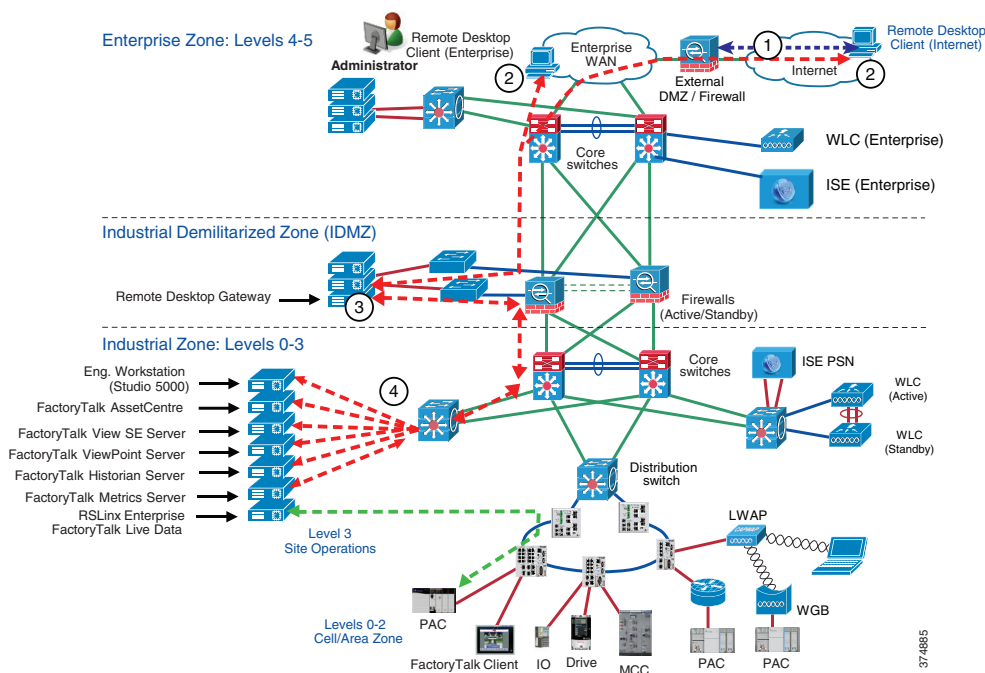 Enterprise Zone: Levels 4-5
Remote Desktop
Client (Enterprise)
Administrator
2
Enterprise
WAN
External
DMZ / Firewall
1
Internet
Remote Desktop
Client (Internet)
2
Core
switches
WLC (Enterprise)
ISE (Enterprise)
Industrial Demilitarized Zone (IDMZ)
Remote Desktop Gateway
3
Firewalls
(Active/Standby)
Industrial Zone: Levels 0-3
Eng. Workstation
(Studio 5000)
FactoryTalk AssetCentre
FactoryTalk View SE Server
FactoryTalk ViewPoint Server
FactoryTalk Historian Server
FactoryTalk Metrics Server
RSLinx Enterprise
FactoryTalk Live Data
4
Core
switches
ISE PSN
WLC
(Active)
WLC
(Standby)
Distribution
switch
Level 3
Site Operations
LWAP
CAPWAP
WGB
PAC
Levels 0-2
Cell/Area Zone
FactoryTalk Client
IO
Drive
MCC
PAC
PAC
374885